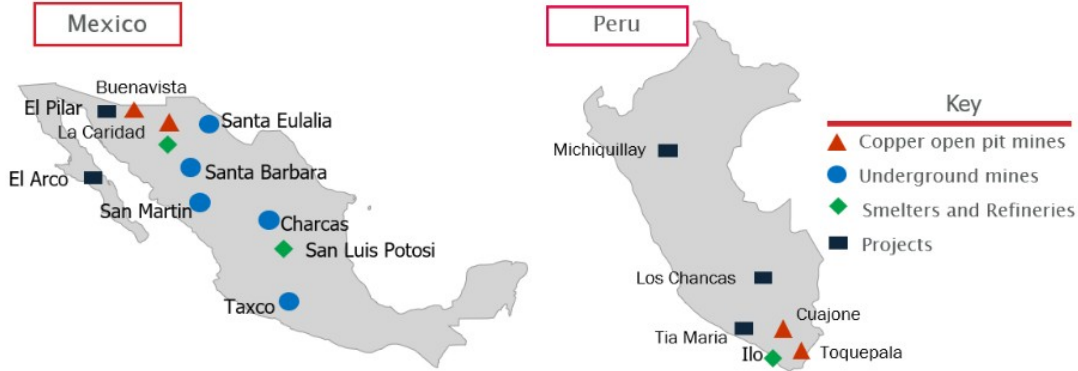 Mexico
Buenavista
El Pilar
La Caridad
Santa Eulalia
El Arco
Santa Barbara
San Martin
Charcas
San Luis Potosi
Taxco
Peru
Michiquillay
Los Chancas
Cuajone
Tia Maria
Ilo
Toquepala
Key
Copper open pit mines
Underground mines
Smelters and Refineries
Projects